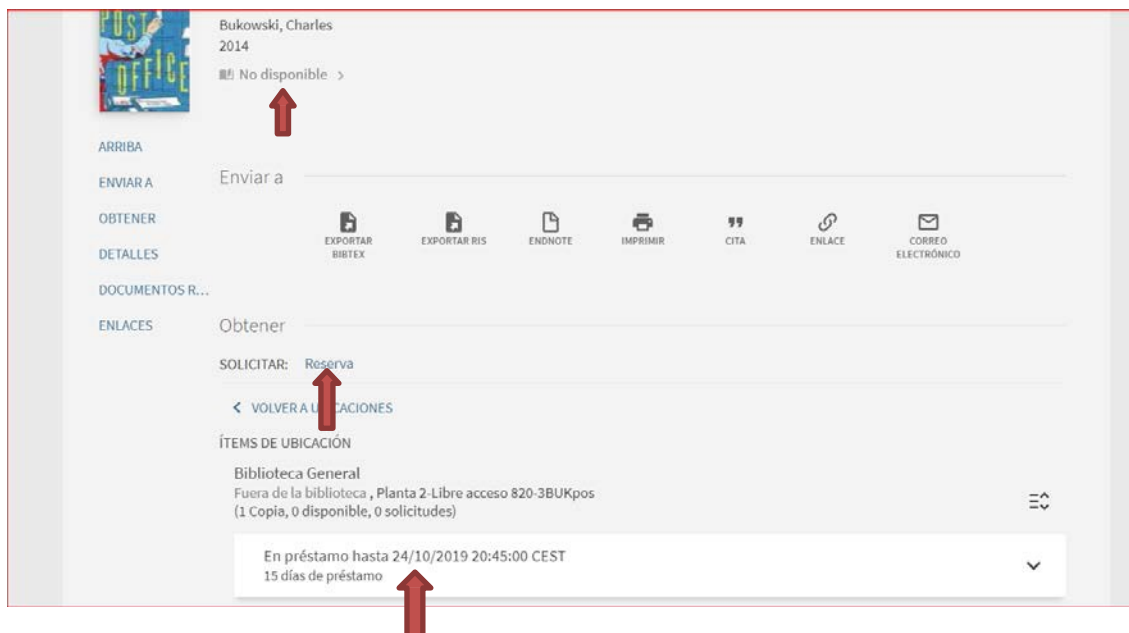 POST
OFFICE
Bukowski, Charles
2014
No disponible
ARRIBA
ENVIAR A
OBTENER
DETALLES
DOCUMENTOS R...
ENLACES
Enviar a
EXPORTAR
BIBTEX
EXPORTAR RIS
ENDNOTE
IMPRIMIR
CITA
ENLACE
CORREO
ELECTRÓNICO
Obtener
SOLICITAR: Reserva
VOLVER A
ÍTEMS DE UBICACIÓN
Biblioteca General
Fuera de la biblioteca , Planta 2-Libre acceso 820-3BUKpos
(1 Copia, 0 disponible, 0 solicitudes)
En préstamo hasta 24/10/2019 20:45:00 CEST
15 días de préstamo